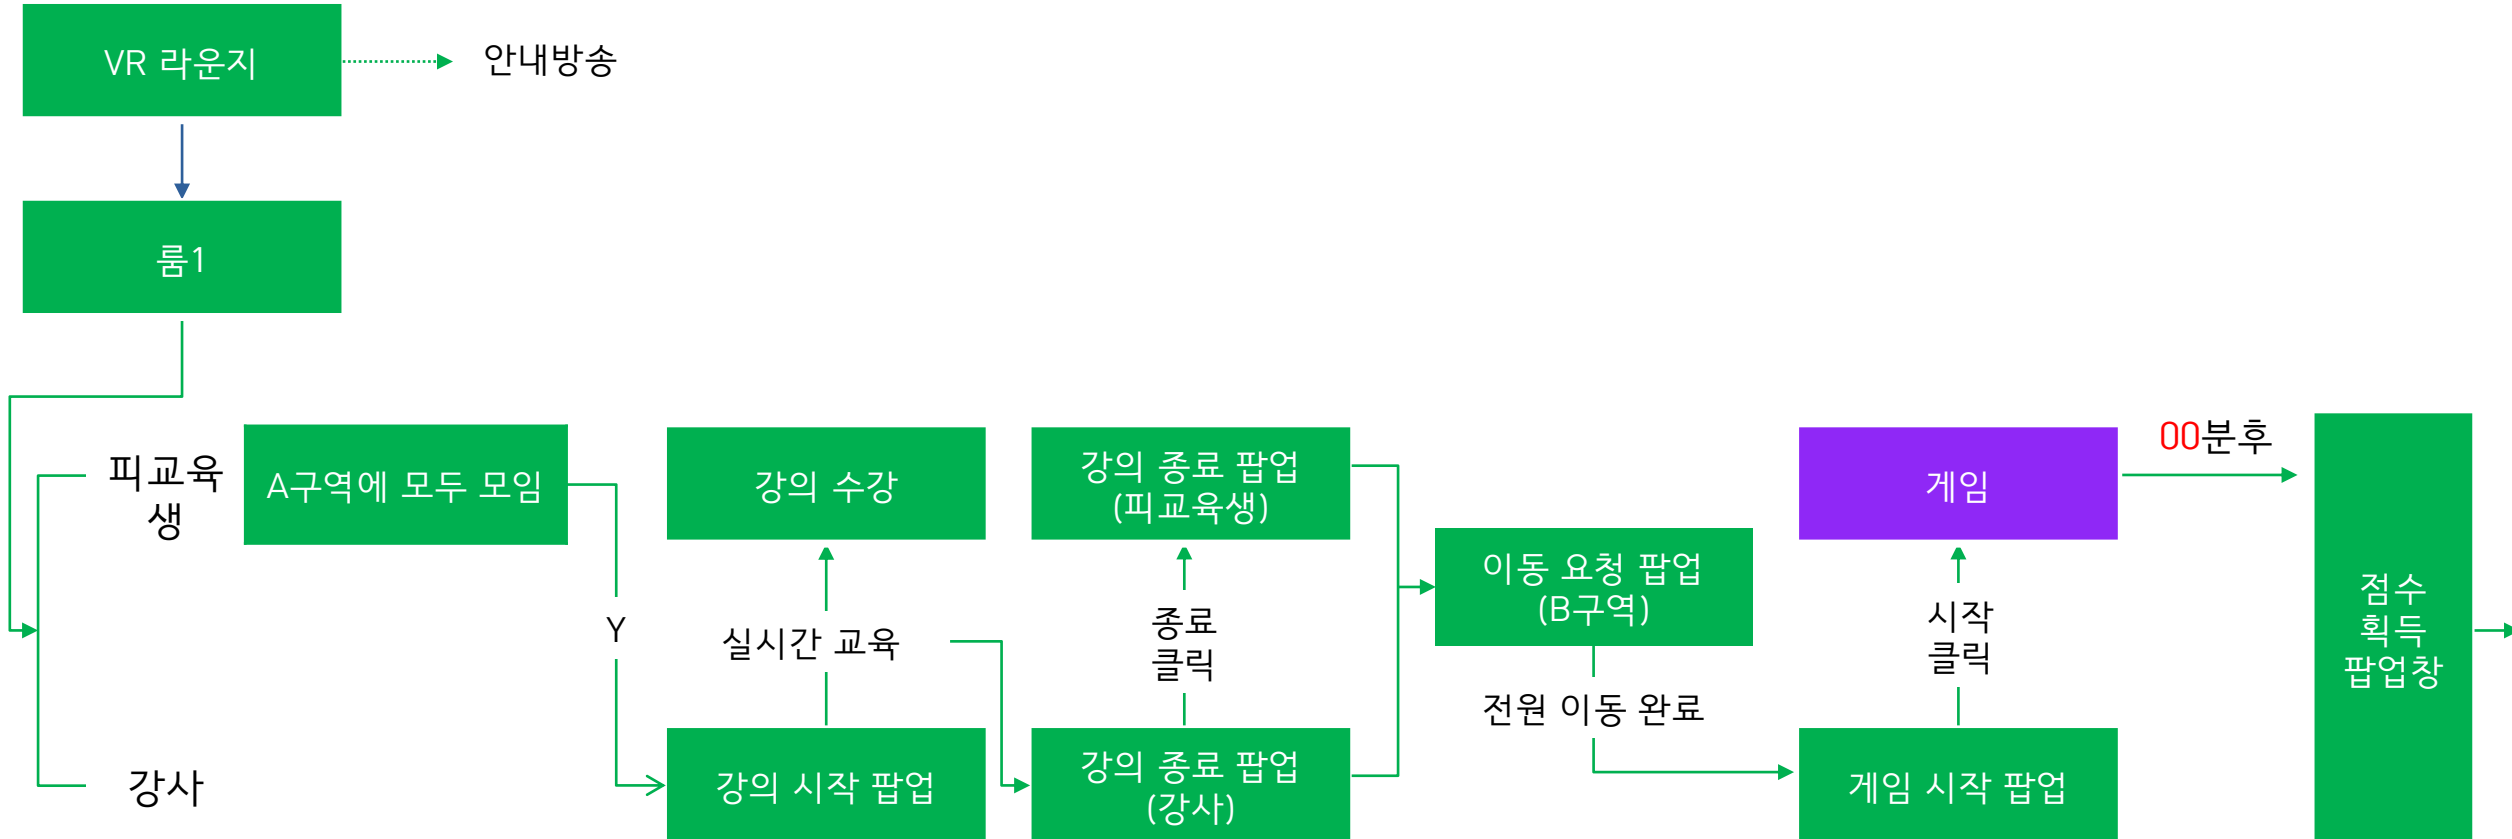 VR 라운지
안내방송
룸1
피교육
생
A구역에 모두 모임
강의 수강
강의 종료 팝업
(피교육생)
게임
00분후
이동 요청 팝업
(B구역)
점수
획득
팝업창
Y
실시간 교육
종료
클릭
시작
클릭
전원 이동 완료
강사
강의 시작 팝업
강의 종료 팝업
(강사)
게임 시작 팝업